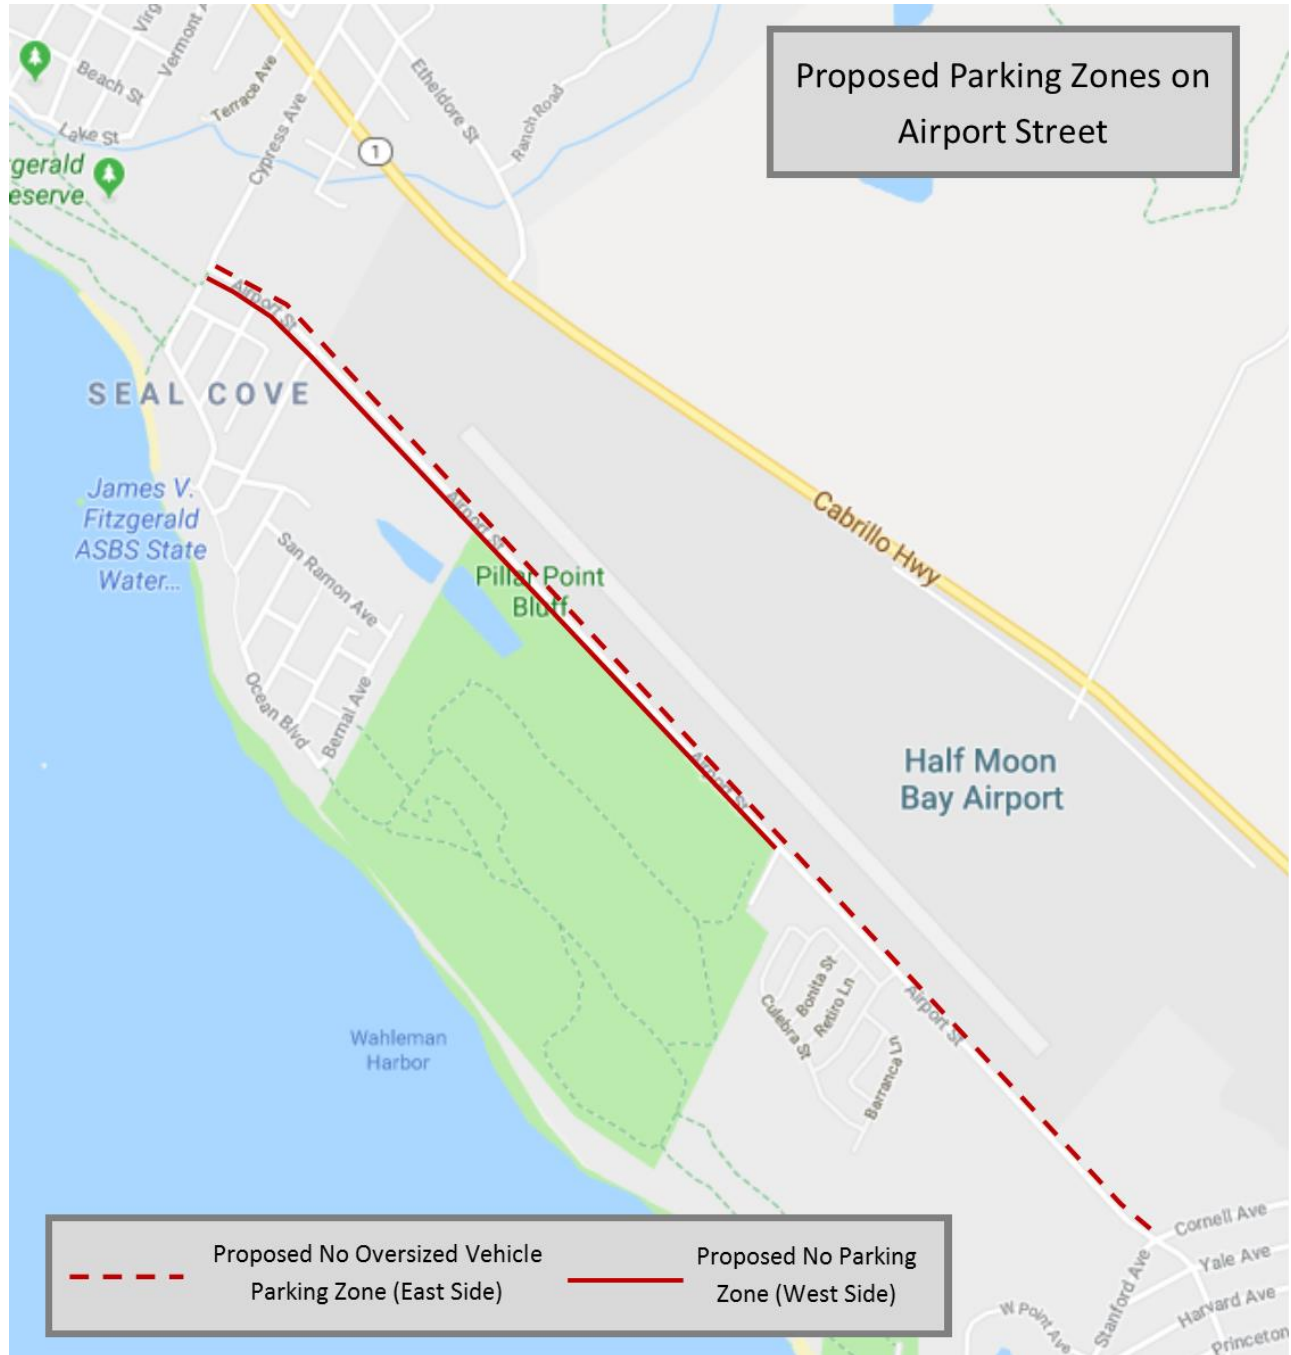 Proposed Parking Zones on
Airport Street
Beach St
Terrace Ave
Etheldore St
Ranch Road
Lake St
Cypress Ave
1
Airport St
SEAL COVE
James V.
Fitzgerald
ASBS State
Water...
San Ramon Ave
Airport St
Pillar Point
Bluff
Cabrillo Hwy
Ocean Blvd
Bernal Ave
Airport St
Half Moon
Bay Airport
Wahleman
Harbor
Culebra St
Bonita St
Retiro Ln
Barranca Ln
Airport St
Cornell Ave
Stanford Ave
Yale Ave
Harvard Ave
W Point Ave
Princeton
Proposed No Oversized Vehicle
Parking Zone (East Side)
Proposed No Parking
Zone (West Side)